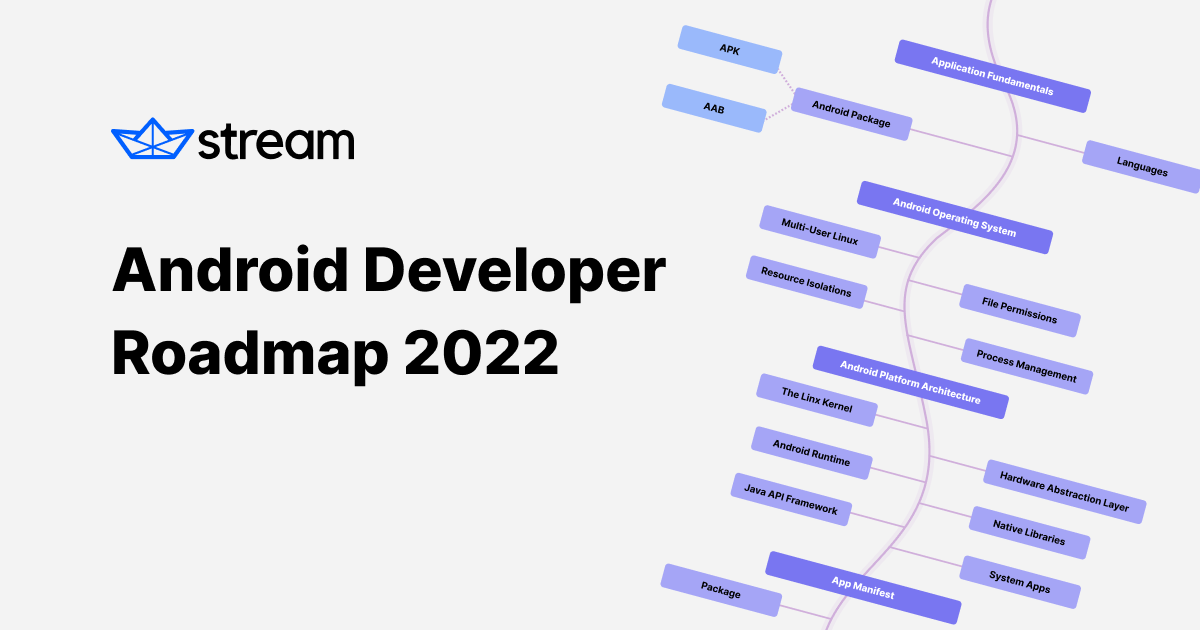 stream
Android Developer
Roadmap 2022
APK
AAB
Application Fundamentals
Android Package
Languages
Android Operating System
Multi-User Linux
Resource Isolations
File Permissions
Process Management
Android Platform Architecture
The Linx Kernel
Android Runtime
Java API Framework
Hardware Abstraction Layer
Native Libraries
System Apps
App Manifest
Package